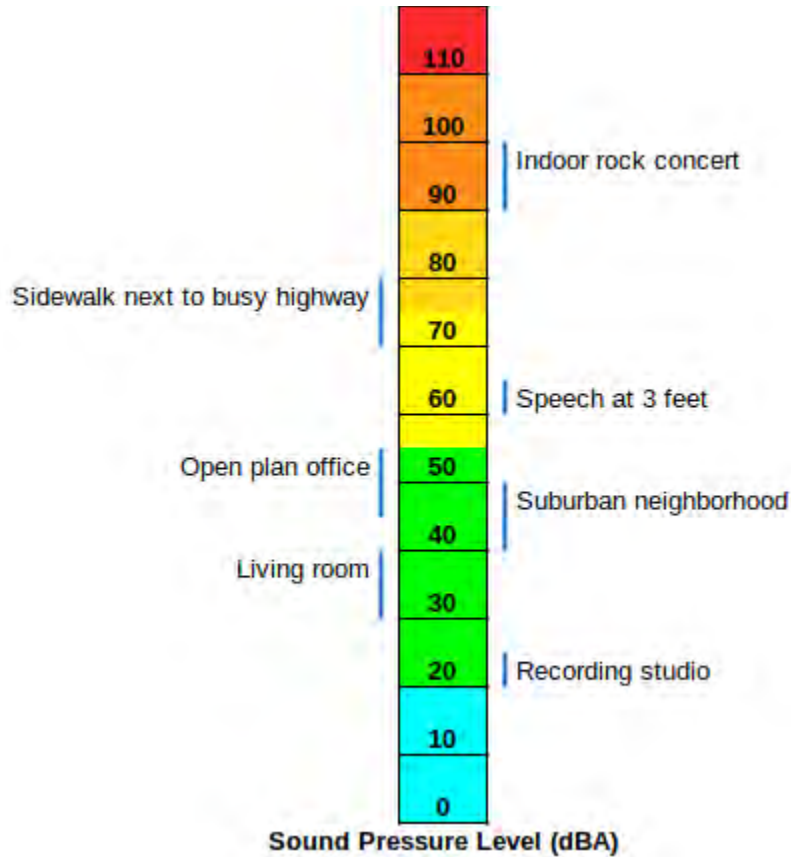 110
100
Indoor rock concert
90
80
Sidewalk next to busy highway
70
60
Speech at 3 feet
Open plan office
50
Suburban neighborhood
40
Living room
30
20
Recording studio
10
0
Sound Pressure Level (dBA)